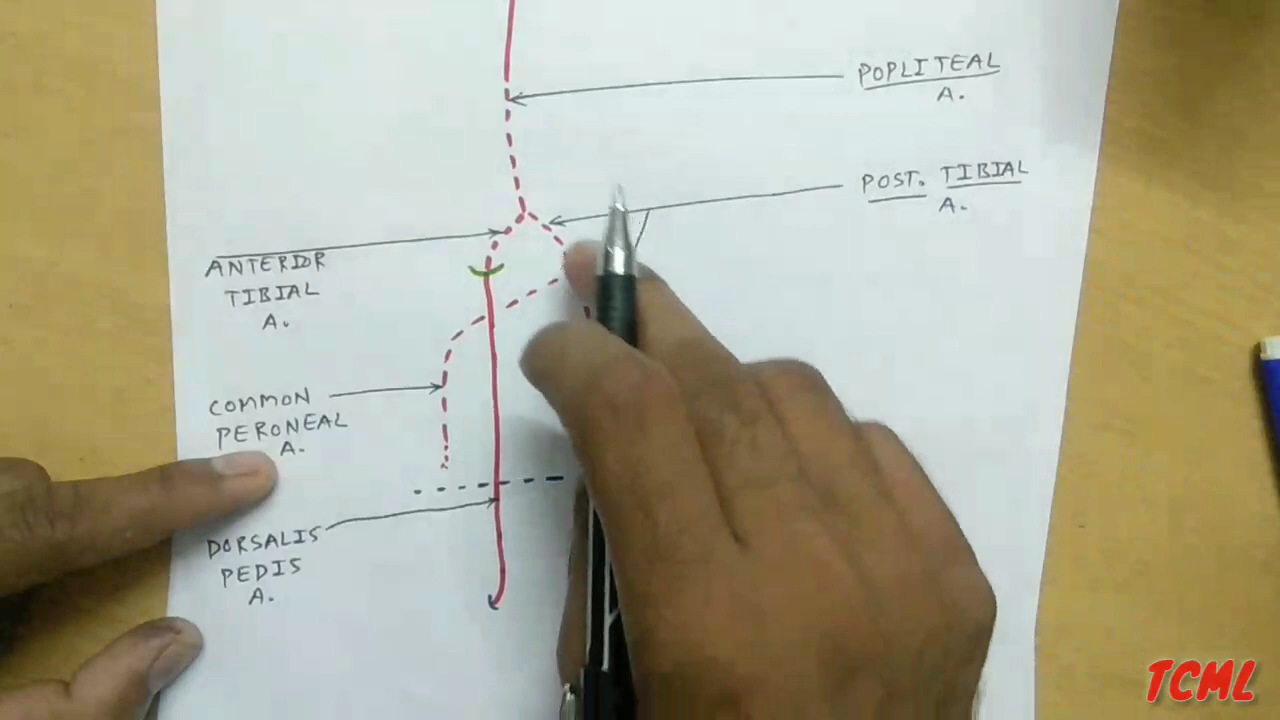 POPLITEAL
A.
POST. TIBIAL
A.
ANTERIOR
TIBIAL
A.
COMMON
PERONEAL
A.
DORSALIS
PEDIS
A.
TCML